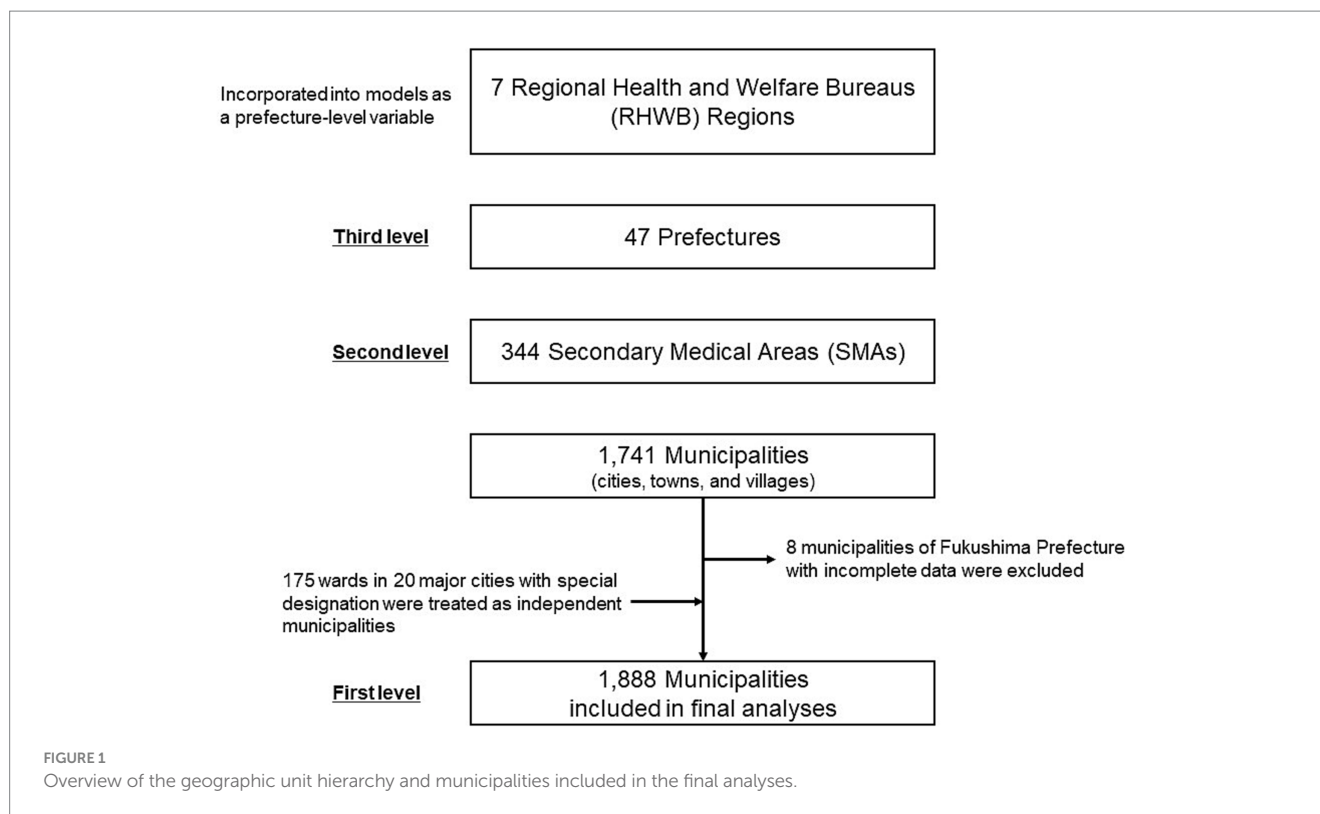 Incorporated into models as
a prefecture-level variable
7 Regional Health and Welfare Bureaus
(RHWB) Regions
Third level
47 Prefectures
Second level
344 Secondary Medical Areas (SMAs)
1,741 Municipalities
(cities, towns, and villages)
8 municipalities of Fukushima Prefecture
with incomplete data were excluded
175 wards in 20 major cities with special
designation were treated as independent
municipalities
First level
1,888 Municipalities
included in final analyses
FIGURE 1
Overview of the geographic unit hierarchy and municipalities included in the final analyses.